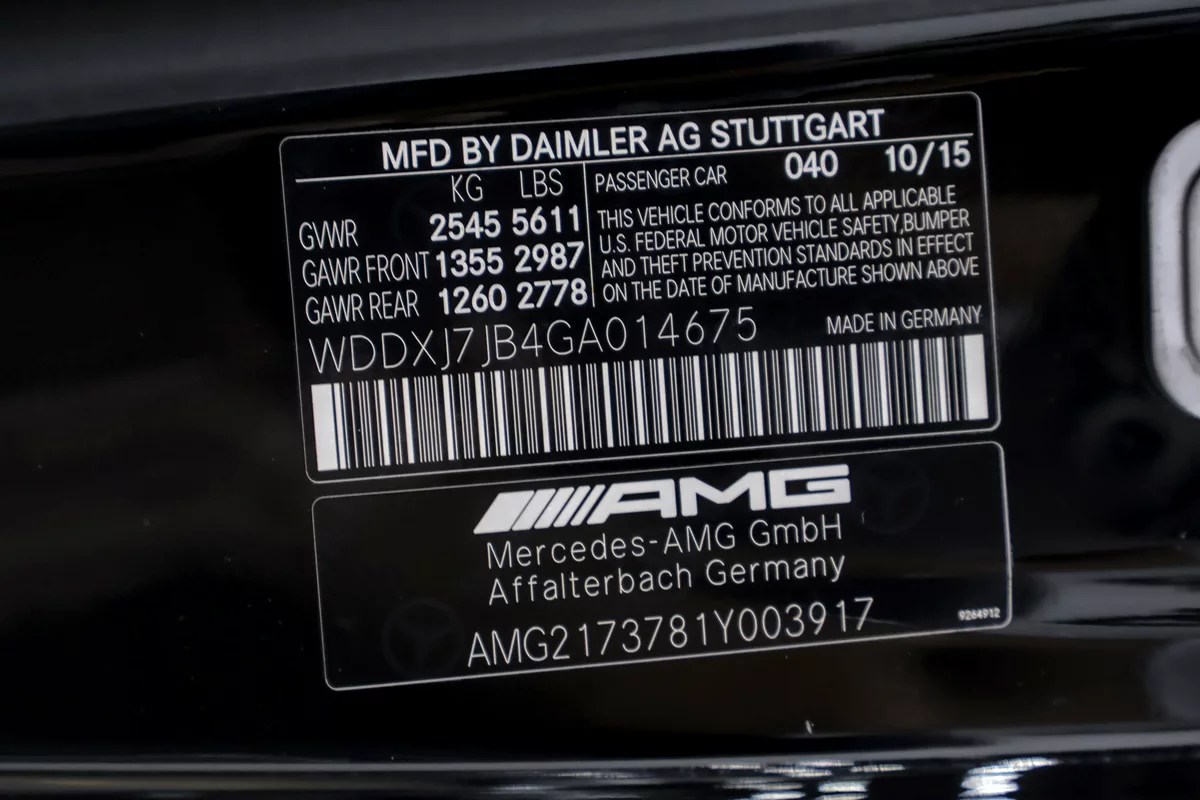 MFD BY DAIMLER AG STUTTGART
KG LBS
GVWR 2545 5611
GAWR FRONT 1355 2987
GAWR REAR 1260 2778
PASSENGER CAR 040 10/15
THIS VEHICLE CONFORMS TO ALL APPLICABLE
U.S. FEDERAL MOTOR VEHICLE SAFETY,BUMPER
AND THEFT PREVENTION STANDARDS IN EFFECT
ON THE DATE OF MANUFACTURE SHOWN ABOVE
WDDXJ7JB4GA014675 MADE IN GERMANY
AMG
Mercedes-AMG GmbH
Affalterbach Germany
AMG2173781Y003917
9264912